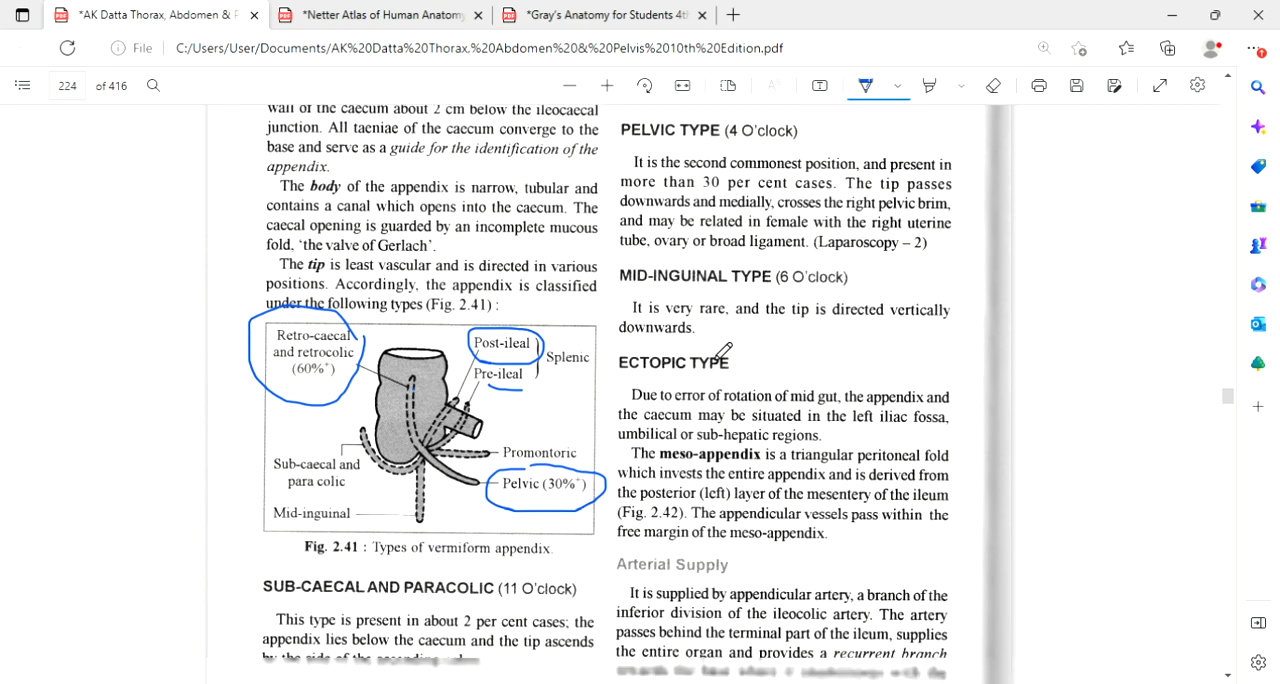 *AK Datta Thorax, Abdomen & P
*Netter Atlas of Human Anatomy
*Gray's Anatomy for Students 4th
File
C:/Users/User/Documents/AK%20Datta%20Thorax,%20Abdomen%20&%20Pelvis%2010th%20Edition.pdf
224 of 416
wall of the caecum about 2 cm below the ileocaecal
junction. All taeniae of the caecum converge to the
base and serve as a guide for the identification of the
appendix.
The body of the appendix is narrow, tubular and
contains a canal which opens into the caecum. The
caecal opening is guarded by an incomplete mucous
fold, 'the valve of Gerlach'.
The tip is least vascular and is directed in various
positions. Accordingly, the appendix is classified
under the following types (Fig. 2.41) :
Retro-caecal
and retrocolic
(60%+)
Post-ileal
Pre-ileal
Splenic
Promontoric
Pelvic (30%+)
Sub-caecal and
para colic
Mid-inguinal
Fig. 2.41 : Types of vermiform appendix.
SUB-CAECAL AND PARACOLIC (11 O'clock)
This type is present in about 2 per cent cases; the
appendix lies below the caecum and the tip ascends
PELVIC TYPE (4 O'clock)
It is the second commonest position, and present in
more than 30 per cent cases. The tip passes
downwards and medially, crosses the right pelvic brim,
and may be related in female with the right uterine
tube, ovary or broad ligament. (Laparoscopy – 2)
MID-INGUINAL TYPE (6 O'clock)
It is very rare, and the tip is directed vertically
downwards.
ECTOPIC TYPE
Due to error of rotation of mid gut, the appendix and
the caecum may be situated in the left iliac fossa,
umbilical or sub-hepatic regions.
The meso-appendix is a triangular peritoneal fold
which invests the entire appendix and is derived from
the posterior (left) layer of the mesentery of the ileum
(Fig. 2.42). The appendicular vessels pass within the
free margin of the meso-appendix.
Arterial Supply
It is supplied by appendicular artery, a branch of the
inferior division of the ileocolic artery. The artery
passes behind the terminal part of the ileum, supplies
the entire organ and provides a recurrent branch